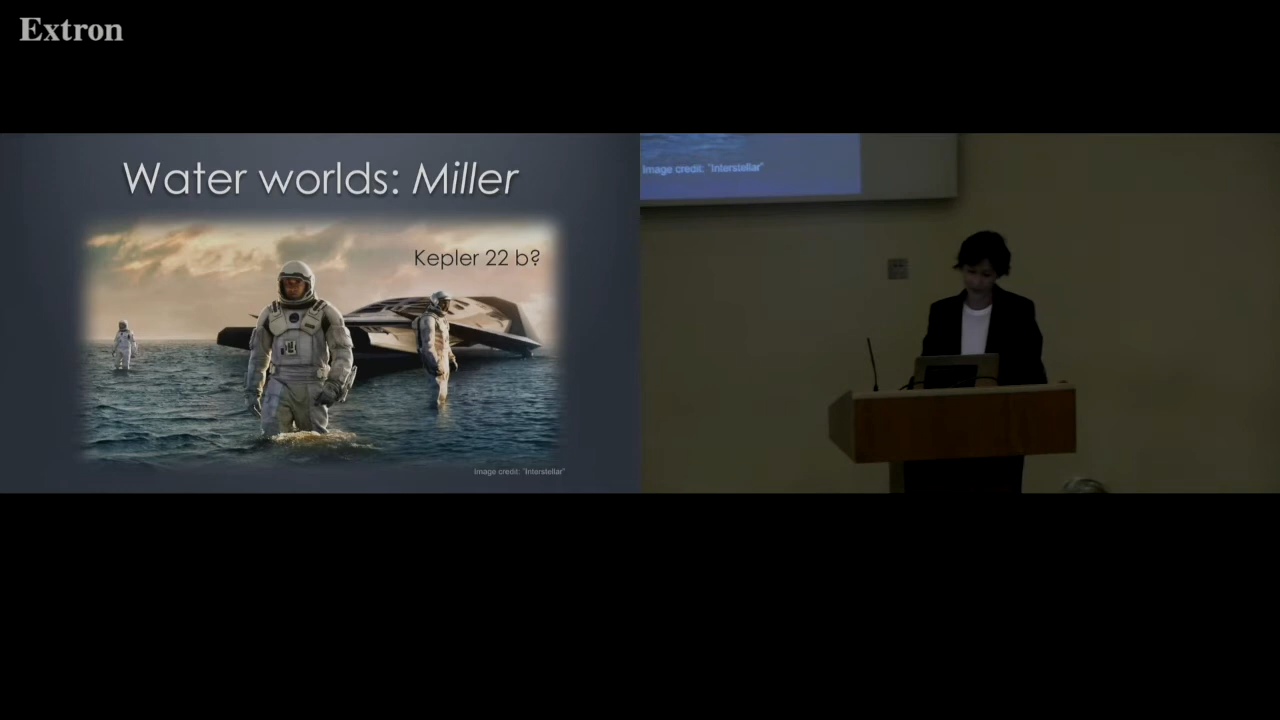 Extron
Water worlds: Miller
Kepler 22 b?
Image credit: "Interstellar"
Image credit: "Interstellar"